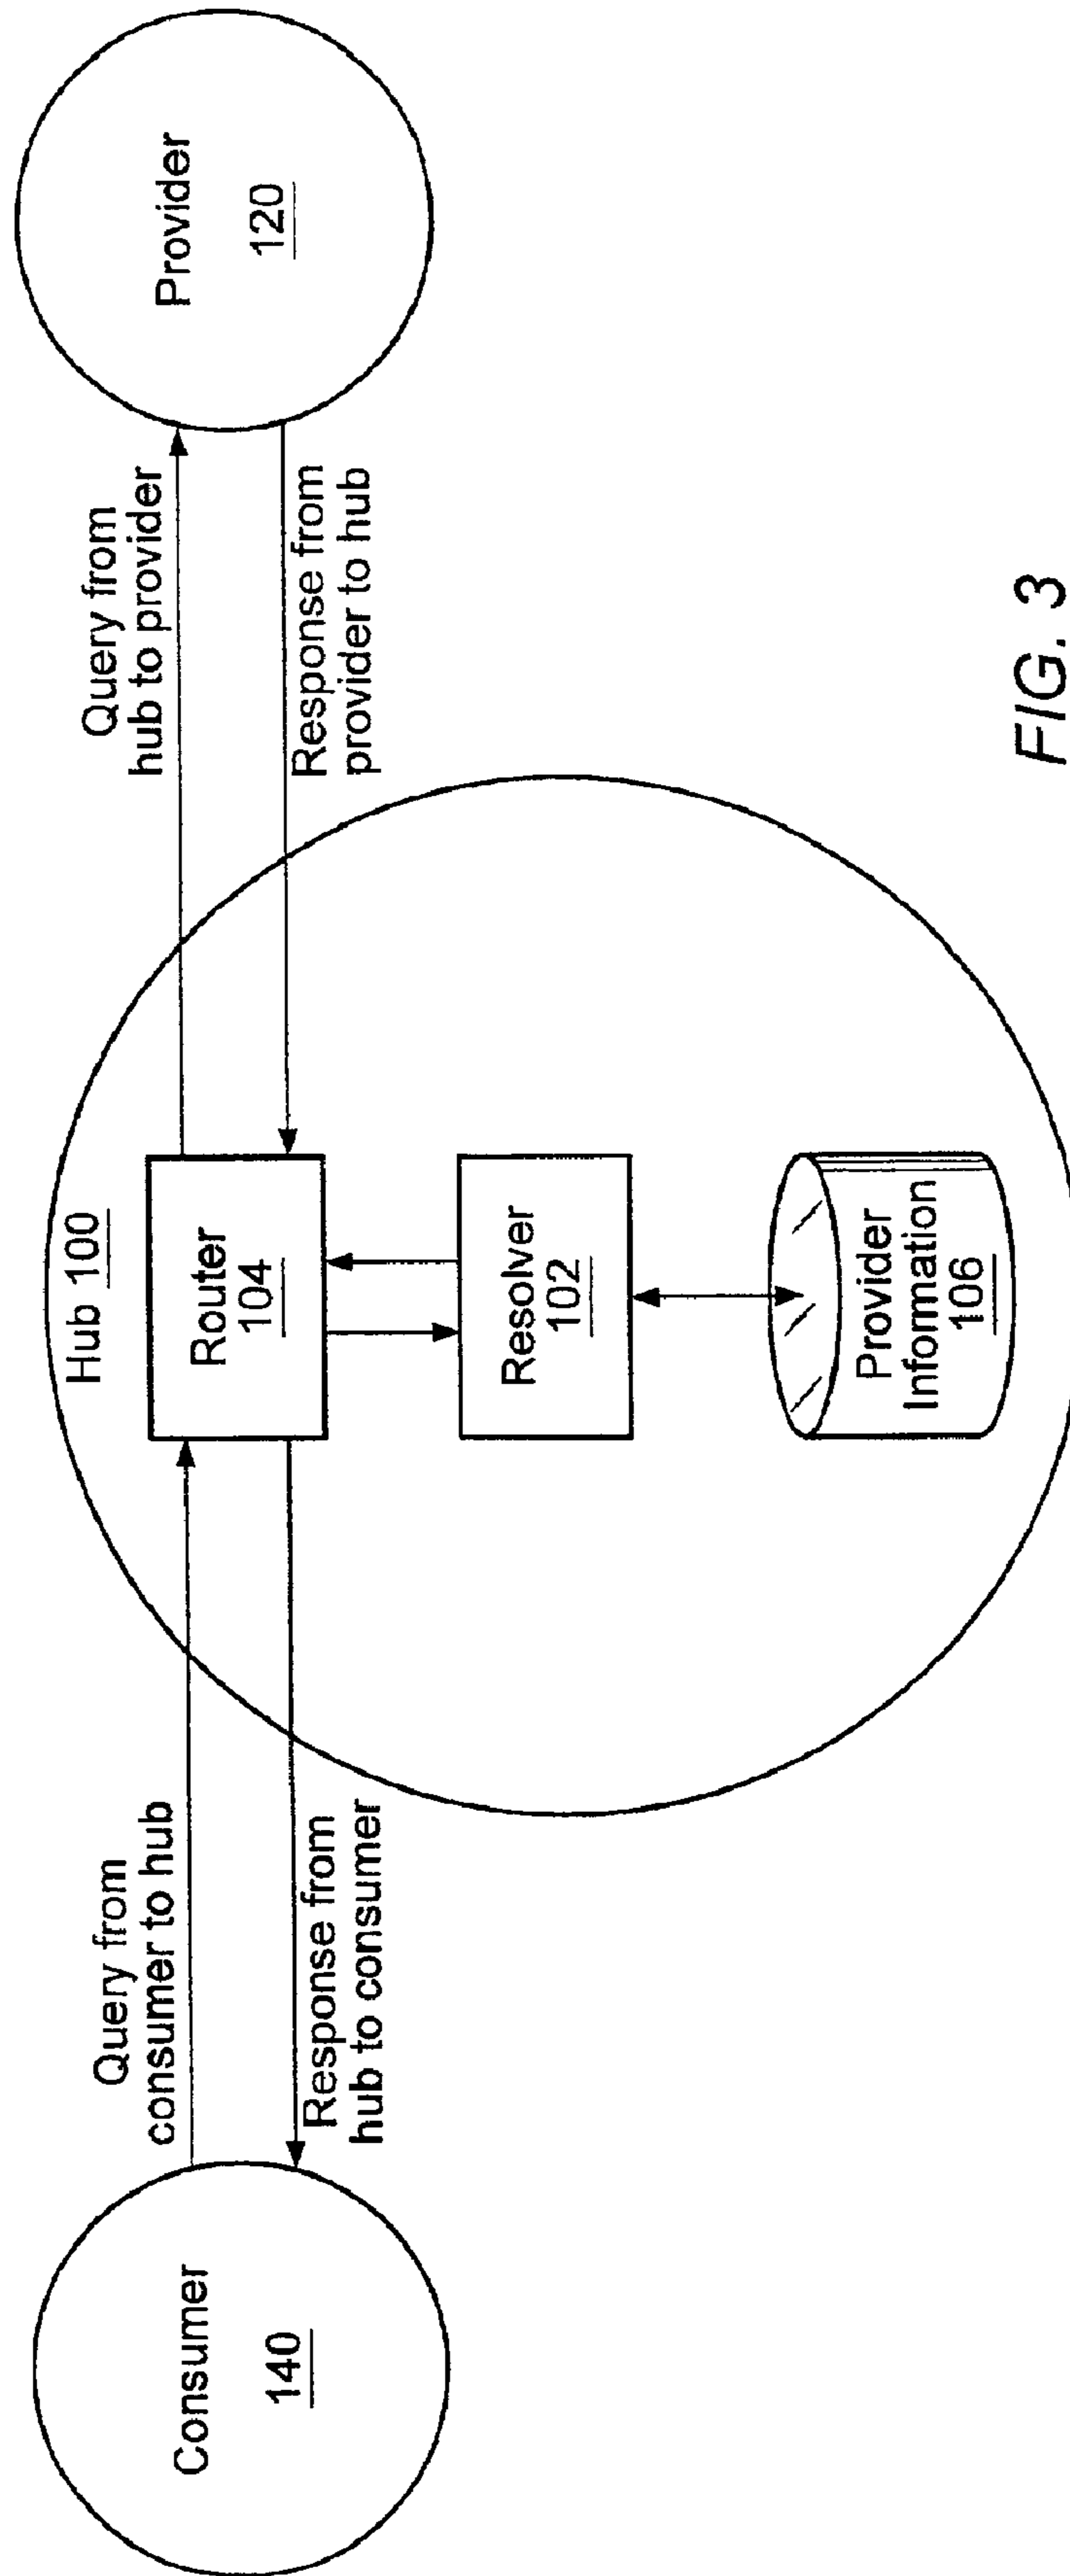 Consumer
140
Query from
consumer to hub
Response from
hub to consumer
Hub 100
Router
104
Resolver
102
Provider
Information
106
Query from
hub to provider
Response from
provider to hub
Provider
120
FIG. 3